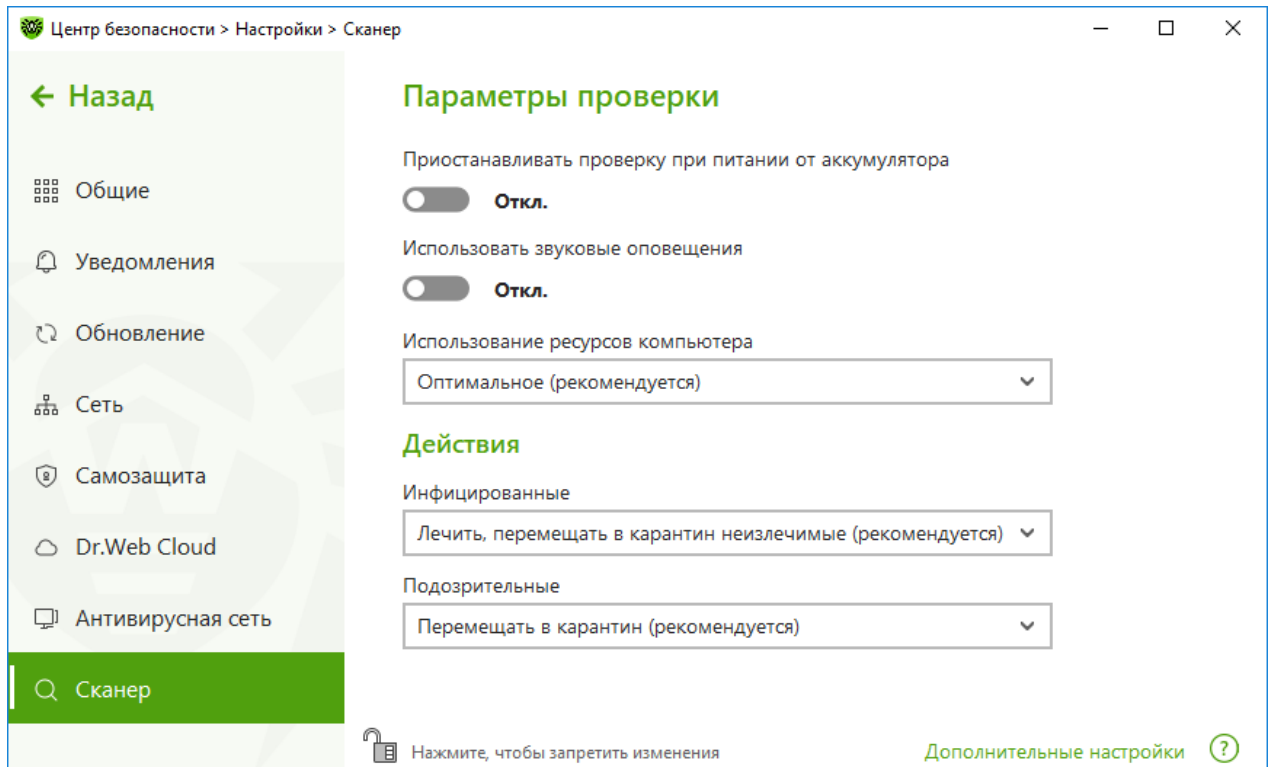 Центр безопасности > Настройки > Сканер
Назад
Общие
Уведомления
Обновление
Сеть
Самозащита
Dr.Web Cloud
Антивирусная сеть
Сканер
Параметры проверки
Приостанавливать проверку при питании от аккумулятора
Откл.
Использовать звуковые оповещения
Откл.
Использование ресурсов компьютера
Оптимальное (рекомендуется)
Действия
Инфицированные
Лечить, перемещать в карантин неизлечимые (рекомендуется)
Подозрительные
Перемещать в карантин (рекомендуется)
Нажмите, чтобы запретить изменения
Дополнительные настройки ?